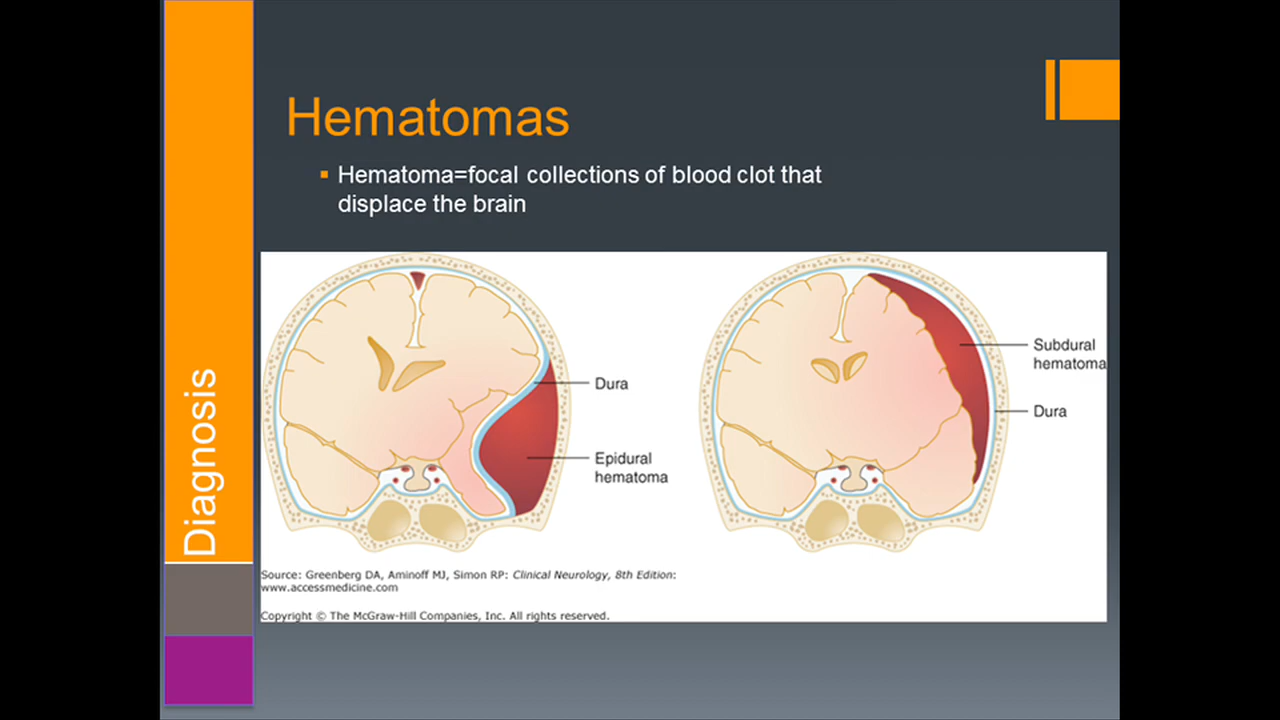 Diagnosis
Hematomas
Hematoma=focal collections of blood clot that
displace the brain
Dura
Epidural
hematoma
Subdural
hematoma
Dura
Source: Greenberg DA, Aminoff MJ, Simon RP: Clinical Neurology, 8th Edition:
www.accessmedicine.com
Copyright © The McGraw-Hill Companies, Inc. All rights reserved.